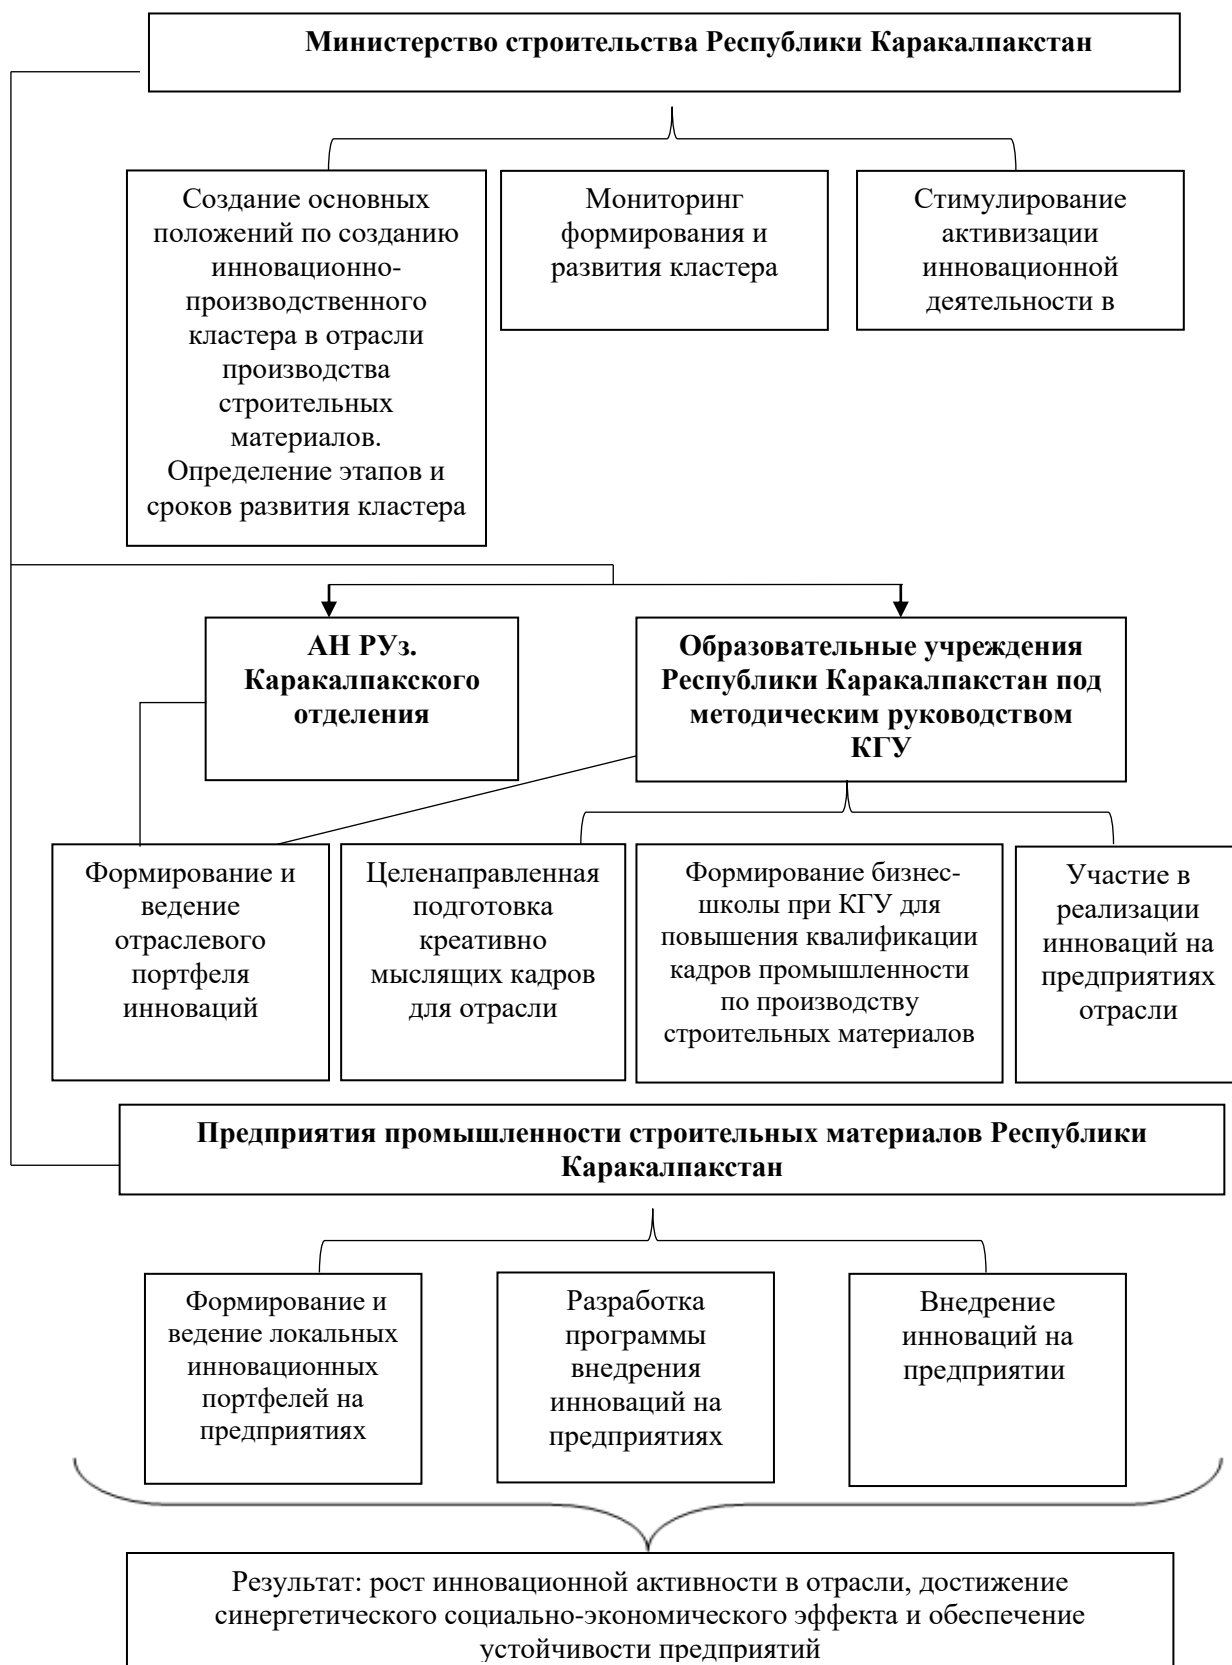 Министерство строительства Республики Каракалпакстан
Создание основных
положений по созданию
инновационно-
производственного
кластера в отрасли
производства
строительных
материалов.
Определение этапов и
сроков развития кластера
Мониторинг
формирования и
развития кластера
Стимулирование
активизации
инновационной
деятельности в
АН РУз.
Каракалпакского
отделения
Образовательные учреждения
Республики Каракалпакстан под
методическим руководством
КГУ
Формирование и
ведение
отраслевого
портфеля
инноваций
Целенаправленная
подготовка
креативно
мыслящих кадров
для отрасли
Формирование бизнес-
школы при КГУ для
повышения квалификации
кадров промышленности
по производству
строительных материалов
Участие в
реализации
инноваций на
предприятиях
отрасли
Предприятия промышленности строительных материалов Республики
Каракалпакстан
Формирование и
ведение локальных
инновационных
портфелей на
предприятиях
Разработка
программы
внедрения
инноваций на
предприятиях
Внедрение
инноваций на
предприятии
Результат: рост инновационной активности в отрасли, достижение
синергетического социально-экономического эффекта и обеспечение
устойчивости предприятий